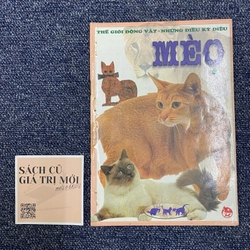 THẾ GIỚI ĐỘNG VẬT - NHỮNG ĐIỀU KỲ DIỆU
MÈO
SÁCH CŨ
GIÁ TRỊ MỚI